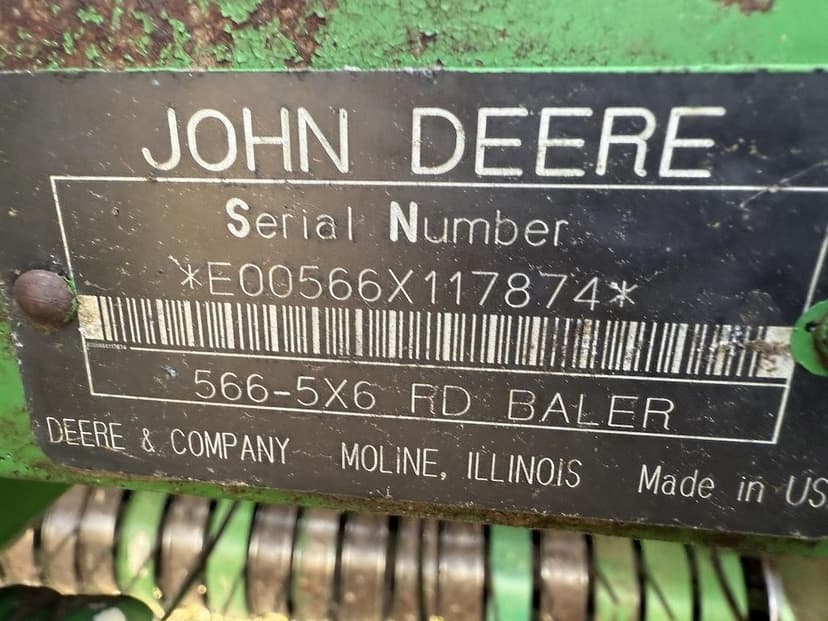 JOHN DEERE
Serial Number
*E00566X117874*
566-5X6 RD BALER
DEERE & COMPANY MOLINE, ILLINOIS Made in US